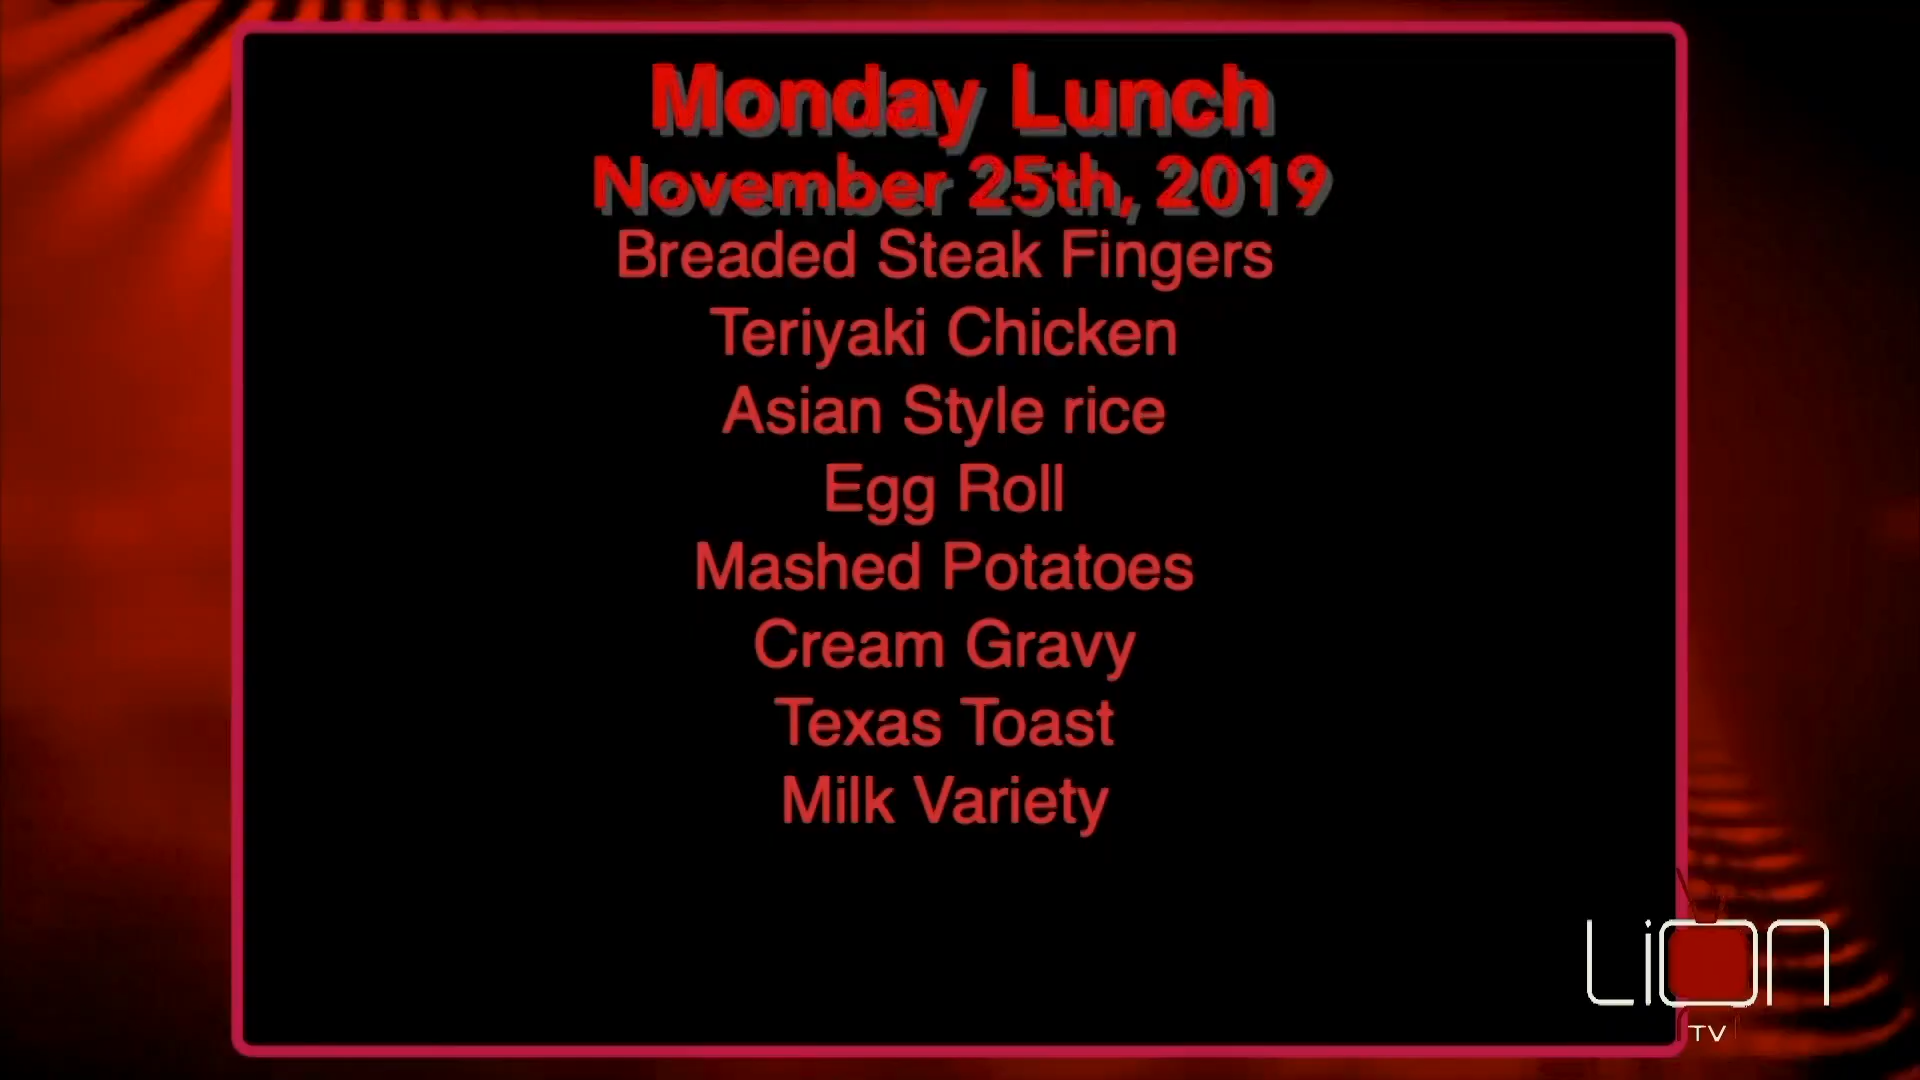 Monday Lunch
November 25th, 2019
Breaded Steak Fingers
Teriyaki Chicken
Asian Style rice
Egg Roll
Mashed Potatoes
Cream Gravy
Texas Toast
Milk Variety
LiON
TV